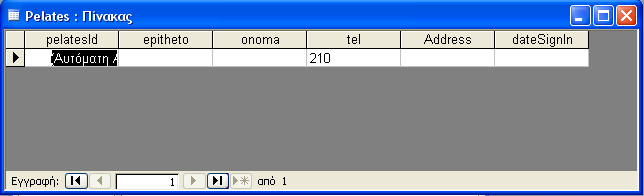 Pelates : Πίνακας
pelatesId epitheto onoma tel Address dateSignIn
'Αυτόματη Α 210
Εγγραφή: 1 από 1